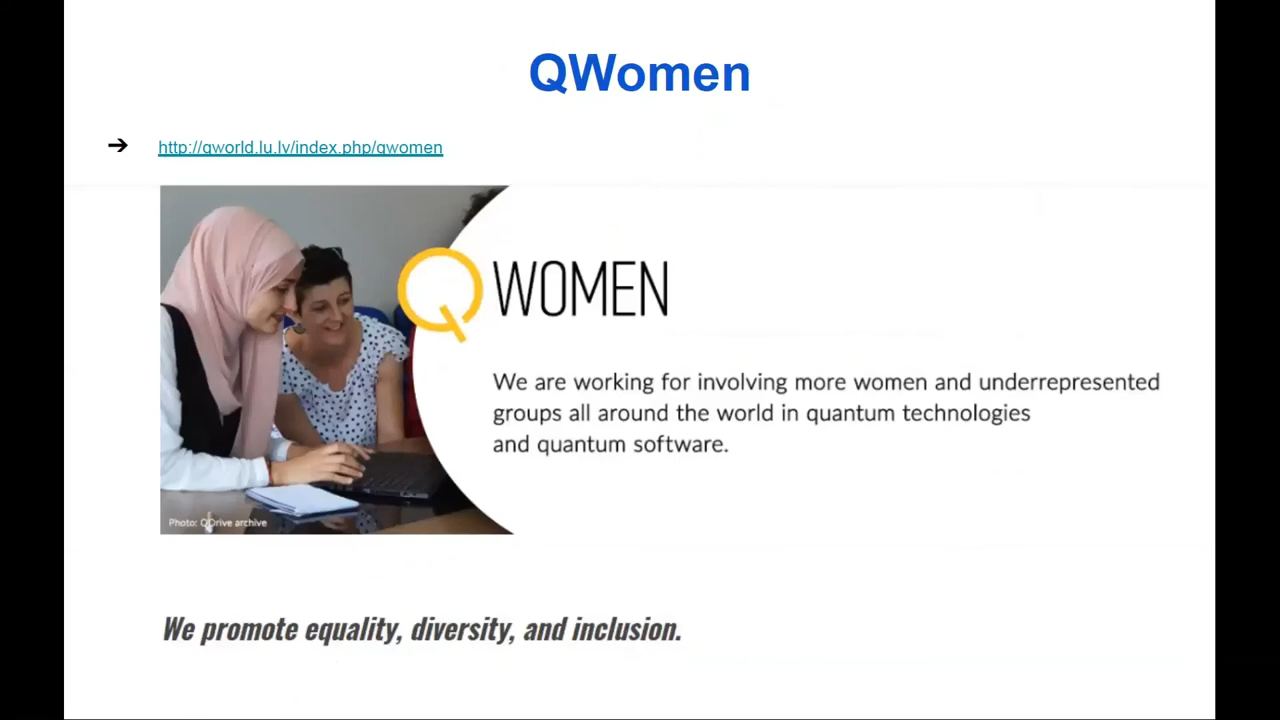 QWomen
➔ http://qworld.lu.lv/index.php/qwomen
Q WOMEN
We are working for involving more women and underrepresented
groups all around the world in quantum technologies
and quantum software.
Photo: QDrive archive
We promote equality, diversity, and inclusion.